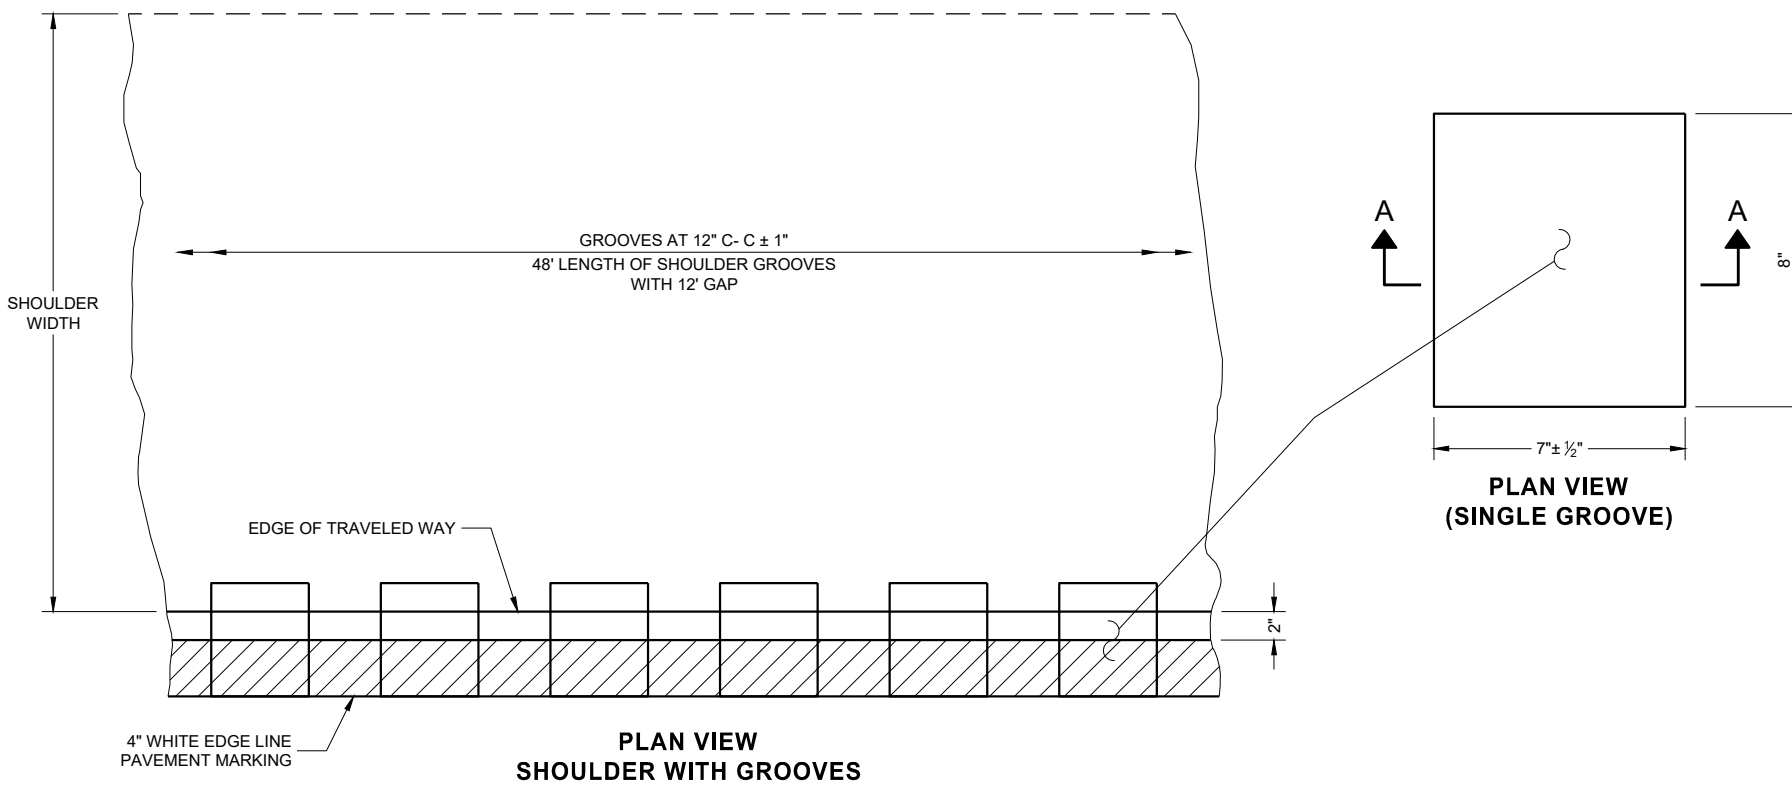 GROOVES AT 12" C- C ± 1"
48' LENGTH OF SHOULDER GROOVES
WITH 12' GAP
SHOULDER
WIDTH
EDGE OF TRAVELED WAY
2"
4" WHITE EDGE LINE
PAVEMENT MARKING
PLAN VIEW
SHOULDER WITH GROOVES
A
A
8"
7"± ½"
PLAN VIEW
(SINGLE GROOVE)